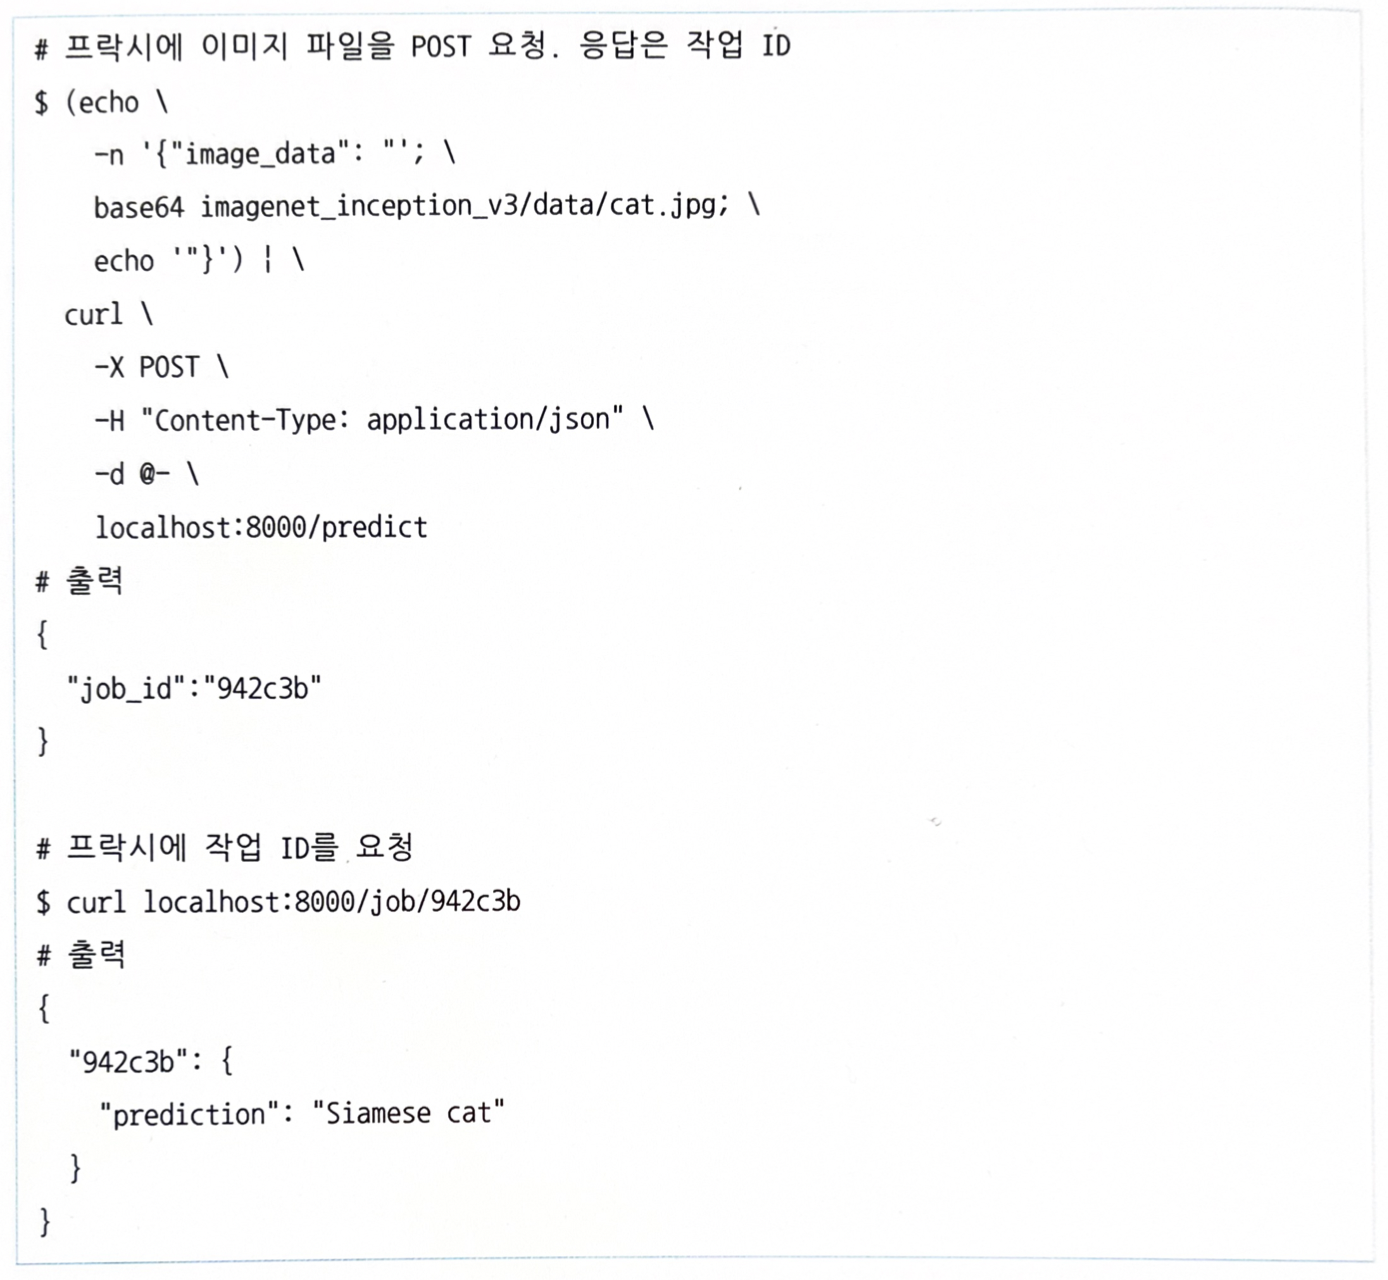 # 프락시에 이미지 파일을 POST 요청. 응답은 작업 ID
$ (echo \
-n '{"image_data": "'; \
base64 imagenet_inception_v3/data/cat.jpg; \
echo '"}') | \
curl \
-X POST \
-H "Content-Type: application/json" \
-d @- \
localhost:8000/predict
# 출력
{
"job_id":"942c3b"
}
# 프락시에 작업 ID를 요청
$ curl localhost:8000/job/942c3b
# 출력
{
"942c3b": {
"prediction": "Siamese cat"
}
}